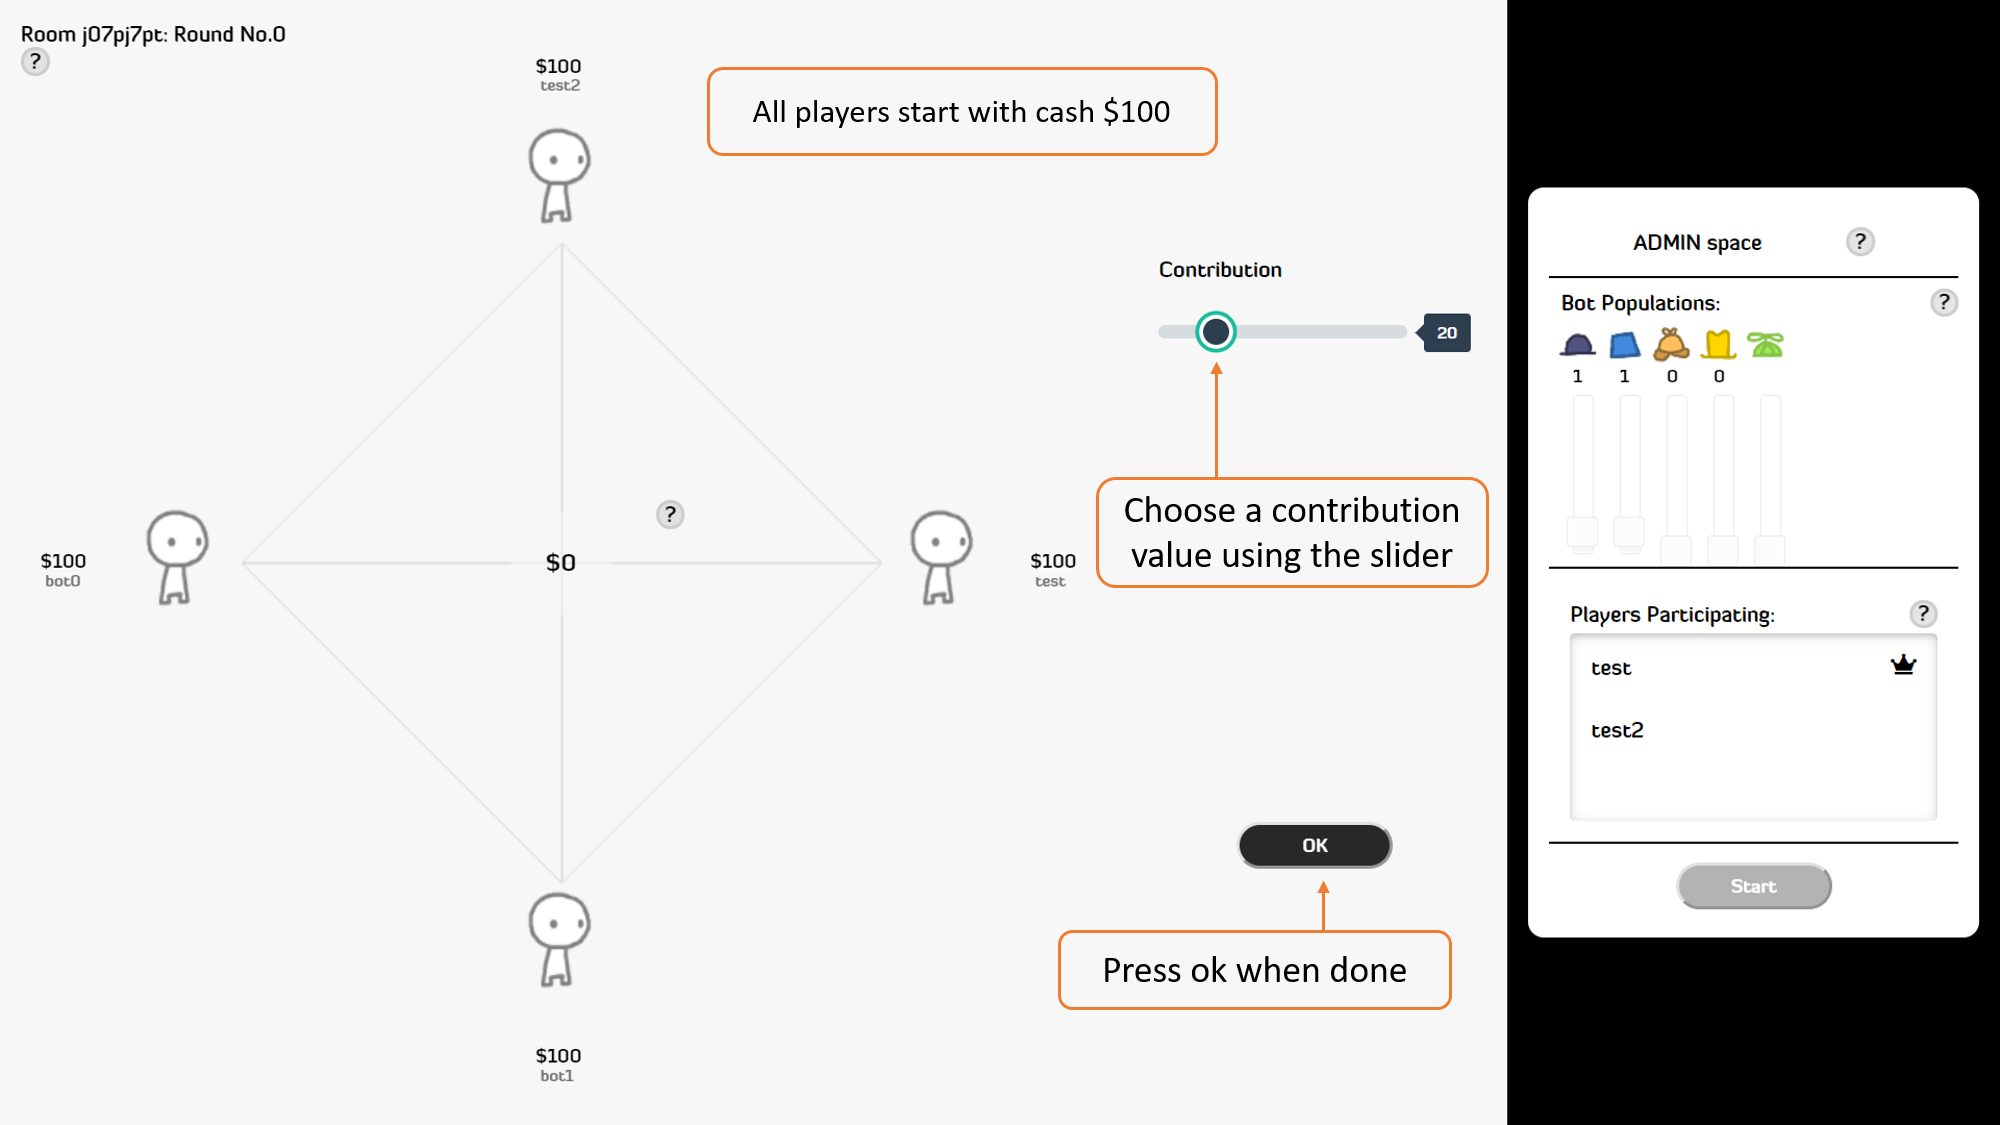 Room j07pj7pt: Round No.0
?
$100
test2
All players start with cash $100
Contribution
20
Choose a contribution
value using the slider
?
$0
$100
bot0
$100
test
OK
Press ok when done
$100
bot1
ADMIN space
?
Bot Populations:
?
1 1 0 0
Players Participating:
?
test
test2
Start